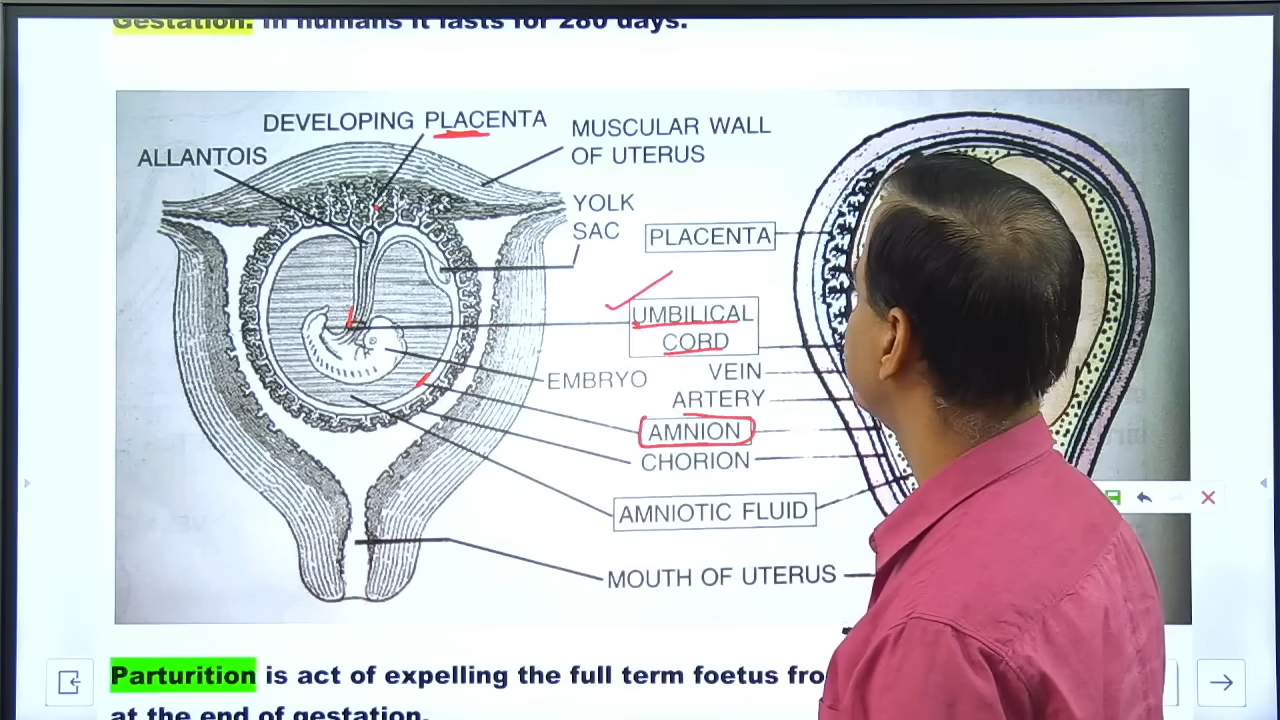 Gestation: In humans it lasts for 280 days.
DEVELOPING PLACENTA
MUSCULAR WALL
OF UTERUS
ALLANTOIS
YOLK
SAC
PLACENTA
UMBILICAL
CORD
VEIN
EMBRYO
ARTERY
AMNION
CHORION
AMNIOTIC FLUID
MOUTH OF UTERUS
Parturition is act of expelling the full term foetus
at the end of gestation.